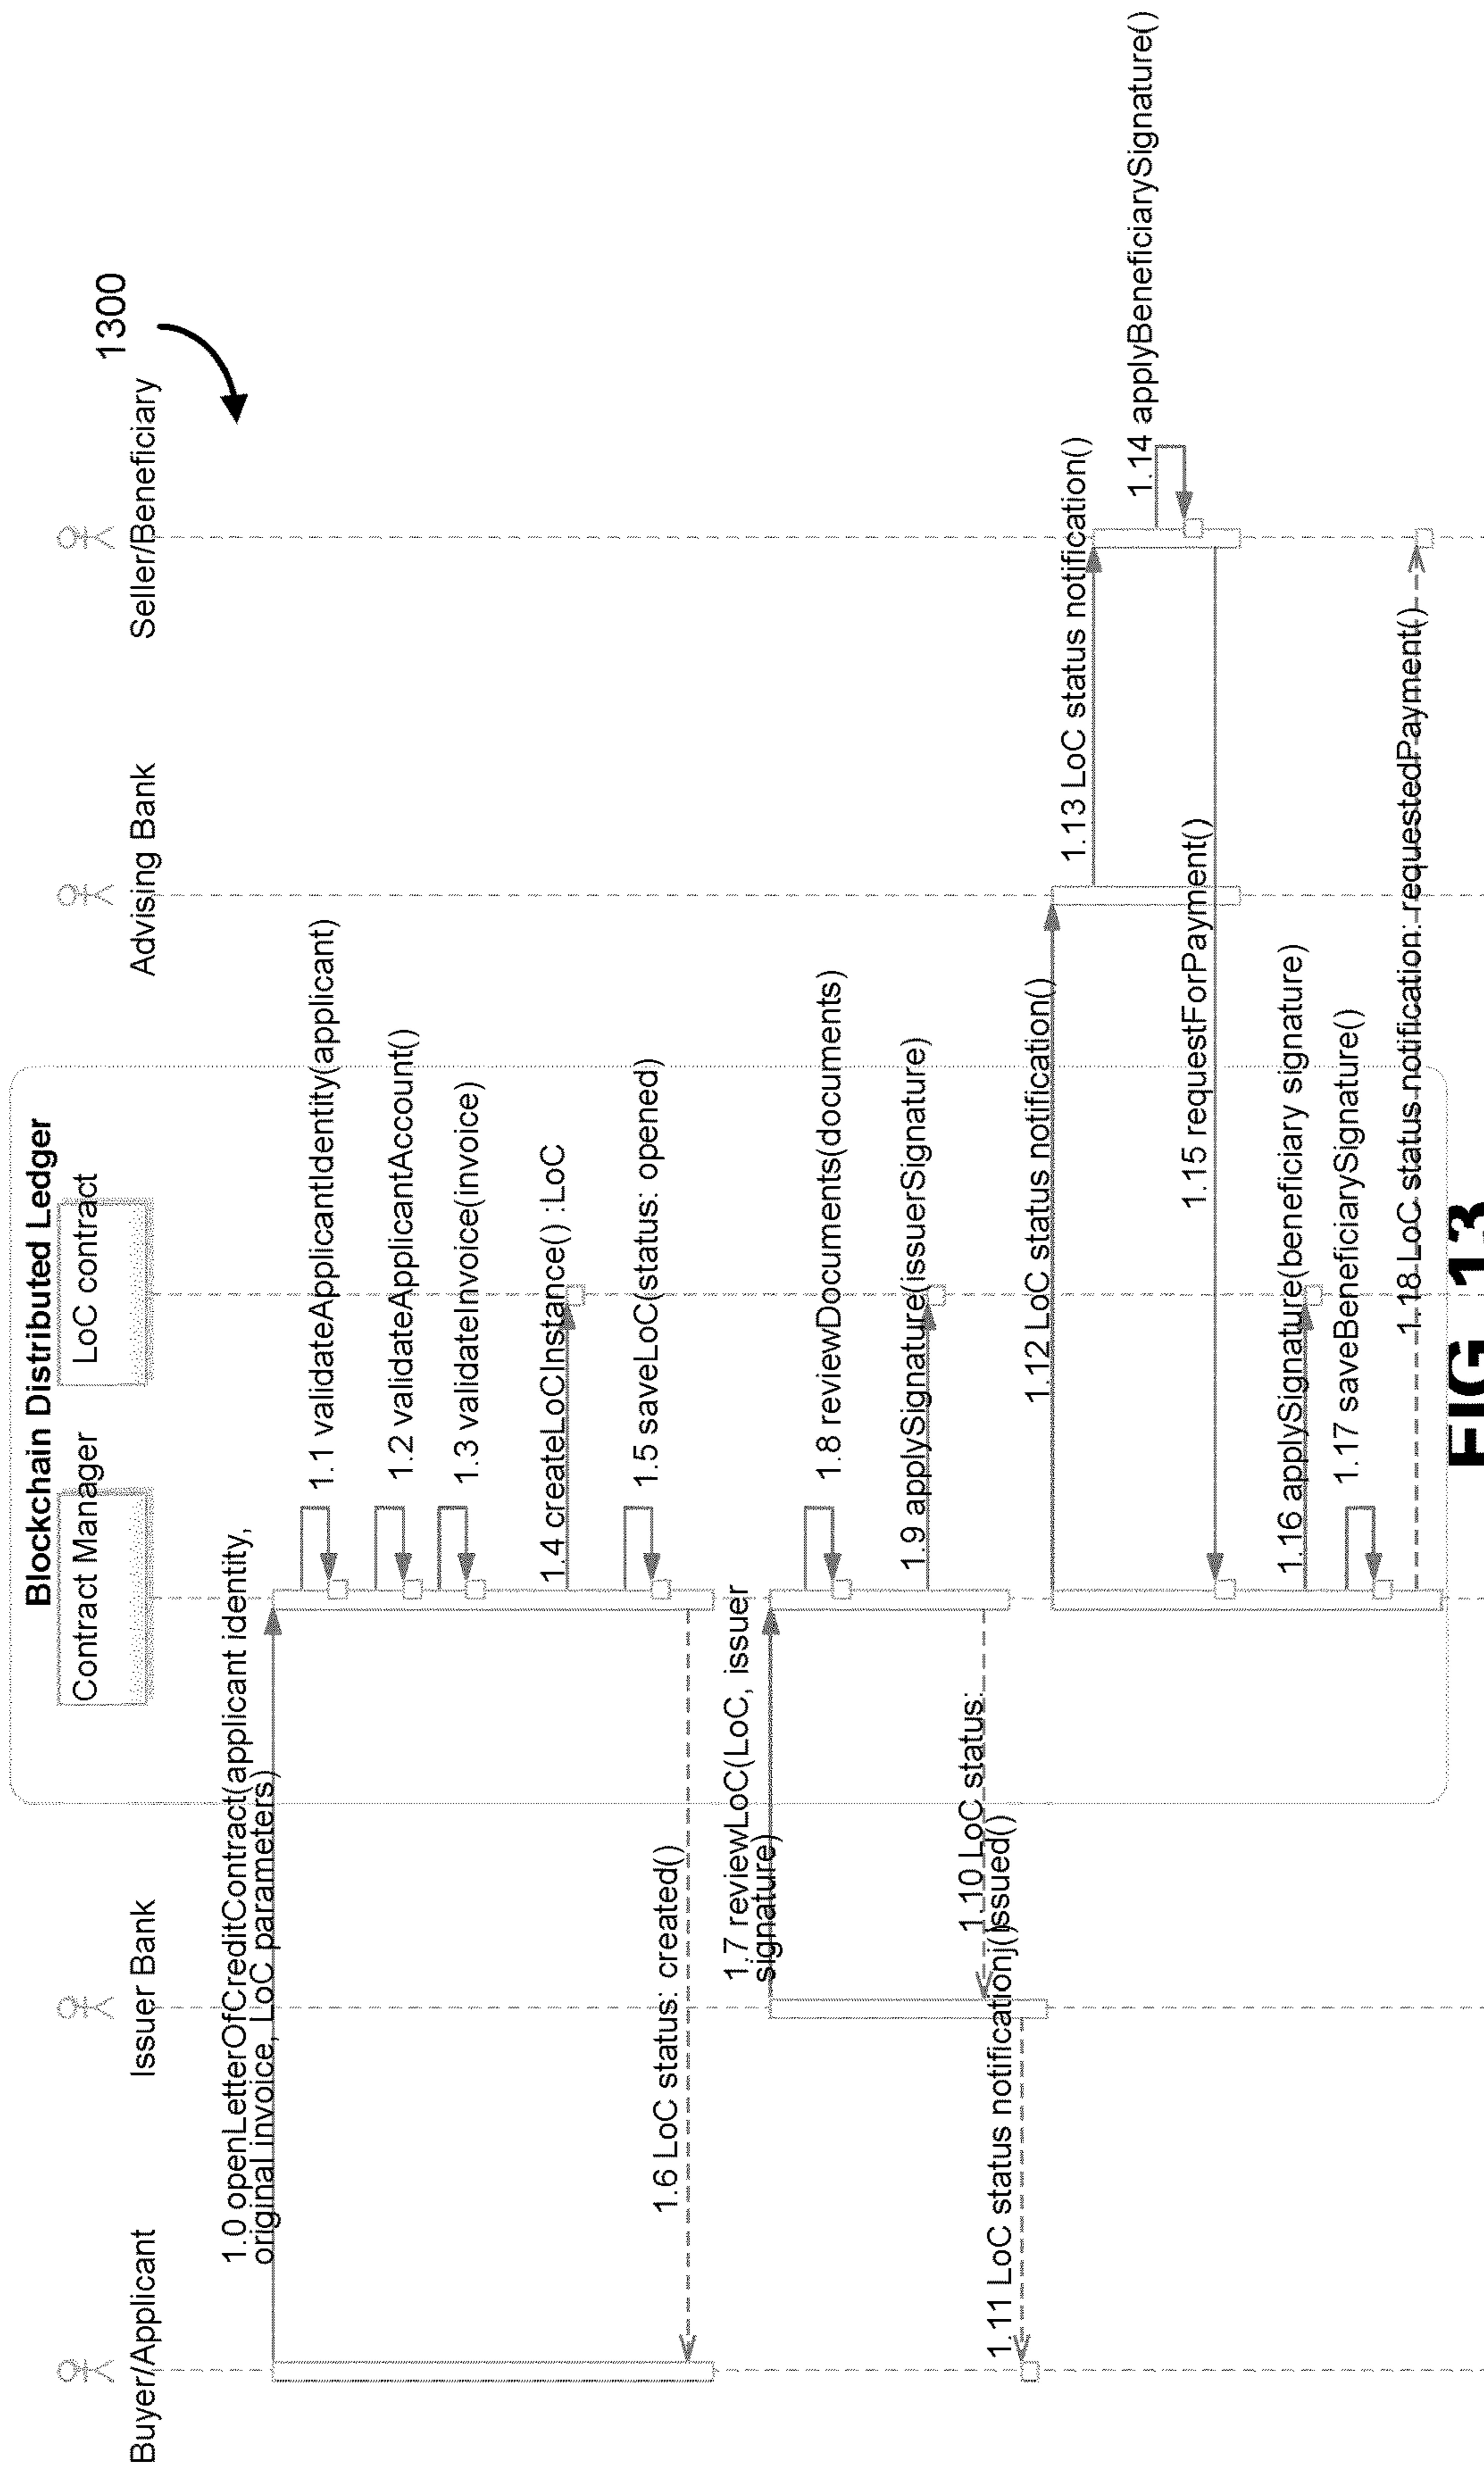 1300
Blockchain Distributed Ledger
Buyer/Applicant
Issuer Bank
Contract Manager
LoC contract
Advising Bank
Seller/Beneficiary
1.0 openLetterOfCreditContract(applicant identity,
original invoice, LoC parameters)
1.1 validateApplicantIdentity(applicant)
1.2 validateApplicantAccount()
1.3 validateInvoice(invoice)
1.4 createLoCInstance() :LoC
1.5 saveLoC(status: opened)
1.6 LoC status: created()
1.7 reviewLoC(LoC, issuer
signature)
1.8 reviewDocuments(documents)
1.9 applySignature(issuerSignature)
1.10 LoC status:
issued()
1.11 LoC status notificationj()
1.12 LoC status notification()
1.13 LoC status notification()
1.14 applyBeneficiarySignature()
1.15 requestForPayment()
1.16 applySignature(beneficiary signature)
1.17 saveBeneficiarySignature()
1.18 LoC status notification: requestedPayment()
FIG 13